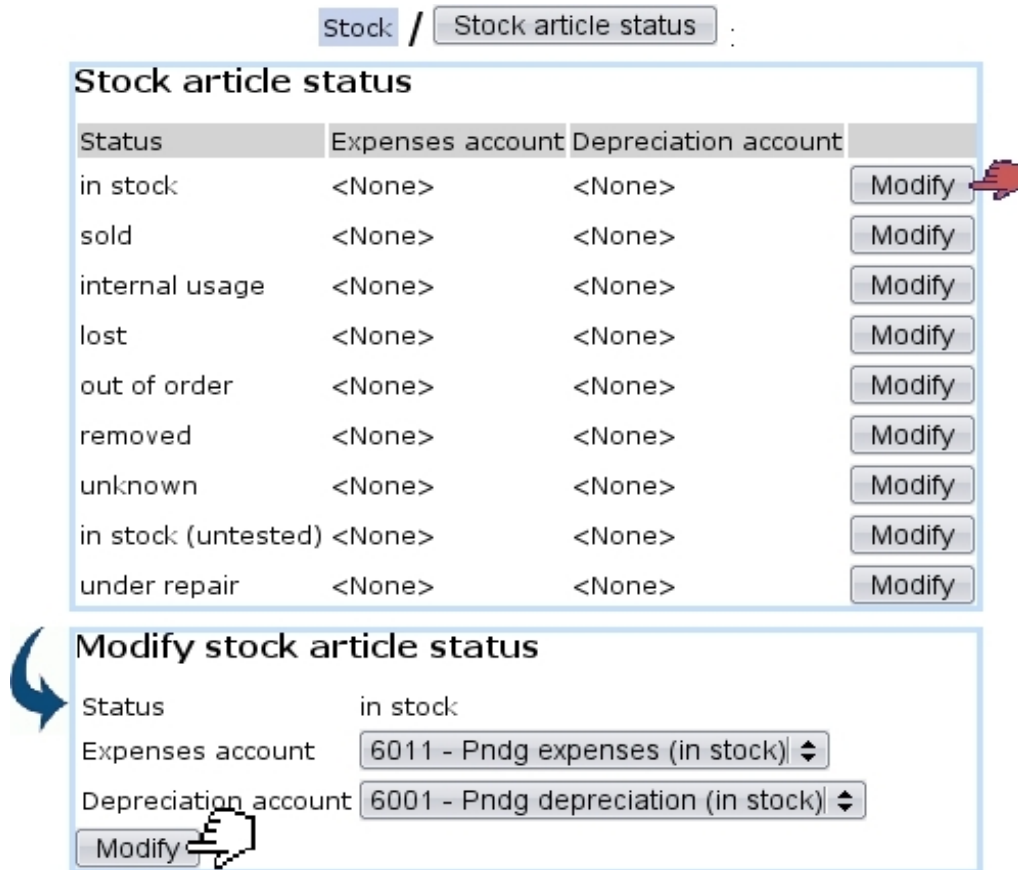 Stock / Stock article status :
Stock article status
Status Expenses account Depreciation account
in stock <None> <None> Modify
sold <None> <None> Modify
internal usage <None> <None> Modify
lost <None> <None> Modify
out of order <None> <None> Modify
removed <None> <None> Modify
unknown <None> <None> Modify
in stock (untested) <None> <None> Modify
under repair <None> <None> Modify
Modify stock article status
Status in stock
Expenses account 6011 - Pndg expenses (in stock)
Depreciation account 6001 - Pndg depreciation (in stock)
Modify